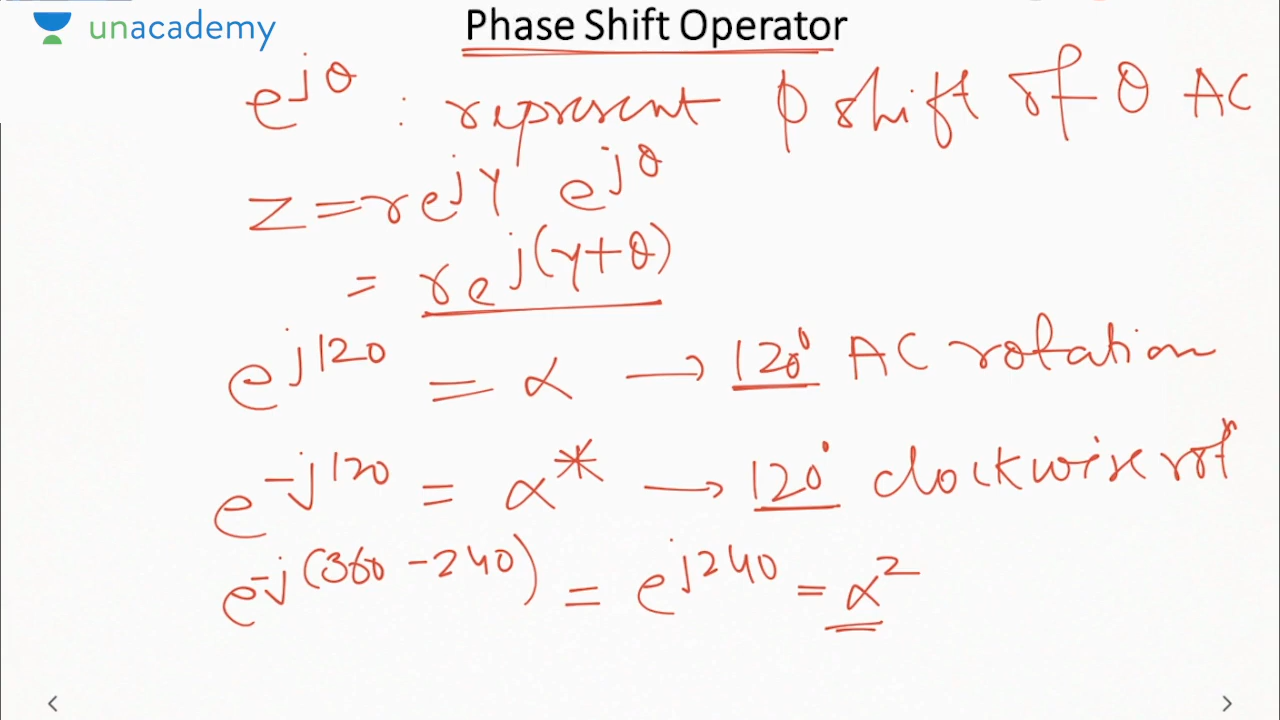 unacademy
Phase Shift Operator
e^{jθ} : represent ϕ shift of θ AC
z = re^{jγ} e^{jθ}
= re^{j(γ+θ)}
e^{j120} = α → 120° AC rotation
e^{-j120} = α* → 120° clockwise rot^n
e^{-j(360-240)} = e^{j240} = α²